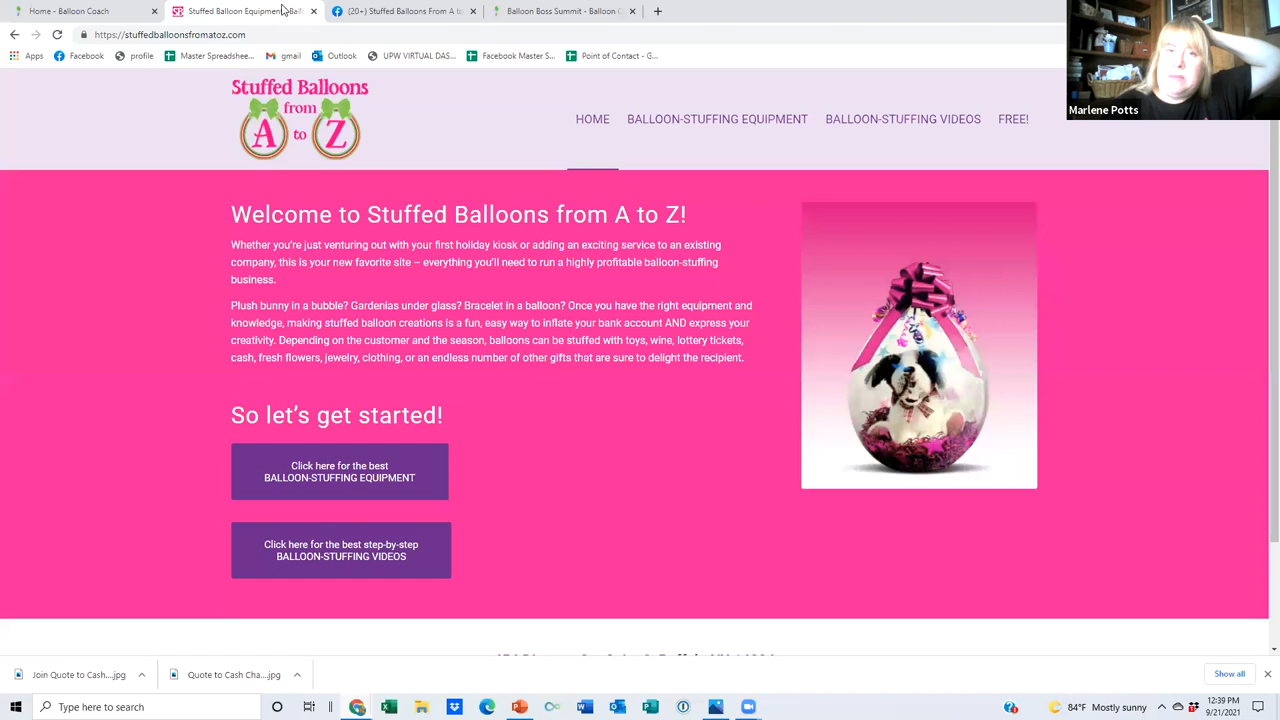 Home - Balloon Coach
Stuffed Balloon Equipment, Ball
(20+) Stuffed Balloons From A to
Balloon Boss Summit - Balloon C
https://stuffedballoonsfromatoz.com
Apps
Facebook
profile
Master Spreadshee...
gmail
Outlook
UPW VIRTUAL DAS...
Facebook Master S...
Point of Contact - G...
Marlene Potts
Stuffed Balloons
from
A to Z
HOME
BALLOON-STUFFING EQUIPMENT
BALLOON-STUFFING VIDEOS
FREE!
Welcome to Stuffed Balloons from A to Z!
Whether you're just venturing out with your first holiday kiosk or adding an exciting service to an existing
company, this is your new favorite site – everything you'll need to run a highly profitable balloon-stuffing
business.
Plush bunny in a bubble? Gardenias under glass? Bracelet in a balloon? Once you have the right equipment and
knowledge, making stuffed balloon creations is a fun, easy way to inflate your bank account AND express your
creativity. Depending on the customer and the season, balloons can be stuffed with toys, wine, lottery tickets,
cash, fresh flowers, jewelry, clothing, or an endless number of other gifts that are sure to delight the recipient.
So let's get started!
Click here for the best
BALLOON-STUFFING EQUIPMENT
Click here for the best step-by-step
BALLOON-STUFFING VIDEOS
Join Quote to Cash....jpg
Quote to Cash Cha....jpg
Show all
Type here to search
84°F Mostly sunny
12:39 PM
9/21/2021